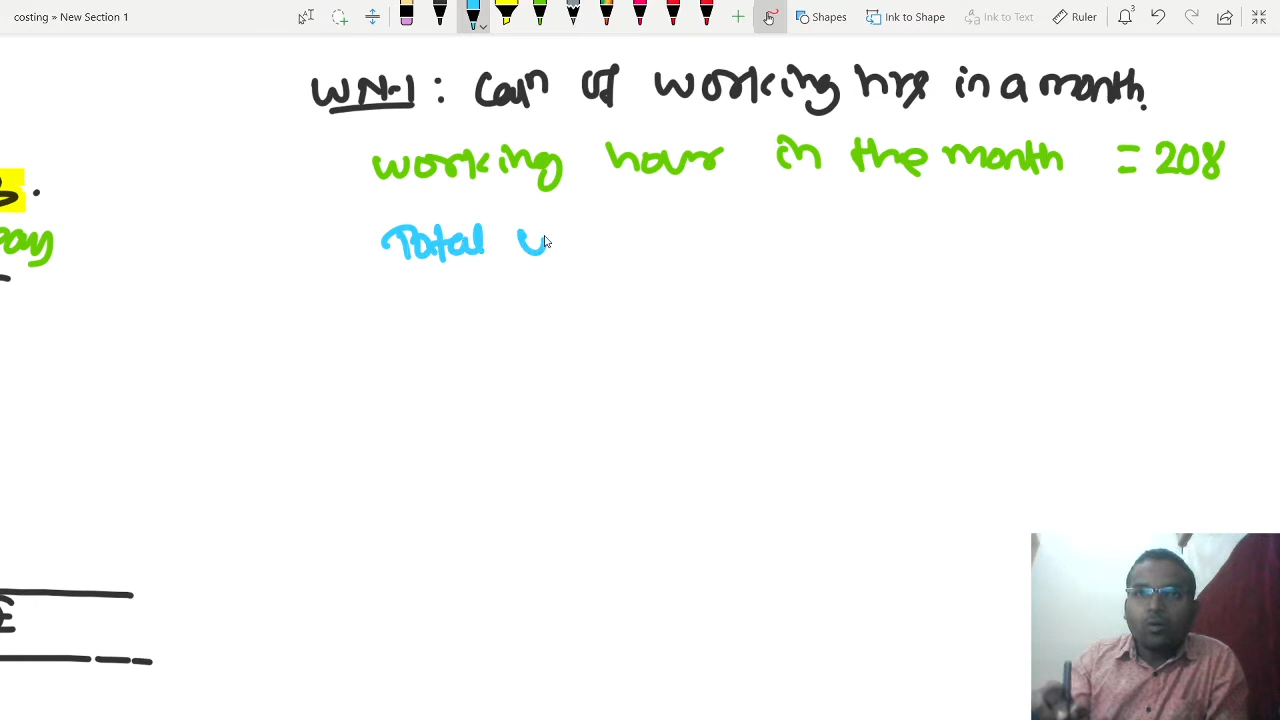 costing » New Section 1
Shapes
Ink to Shape
Ink to Text
Ruler
WN-1 : Caln of working hrs in a month.
working hour in the month = 208
Total
pay